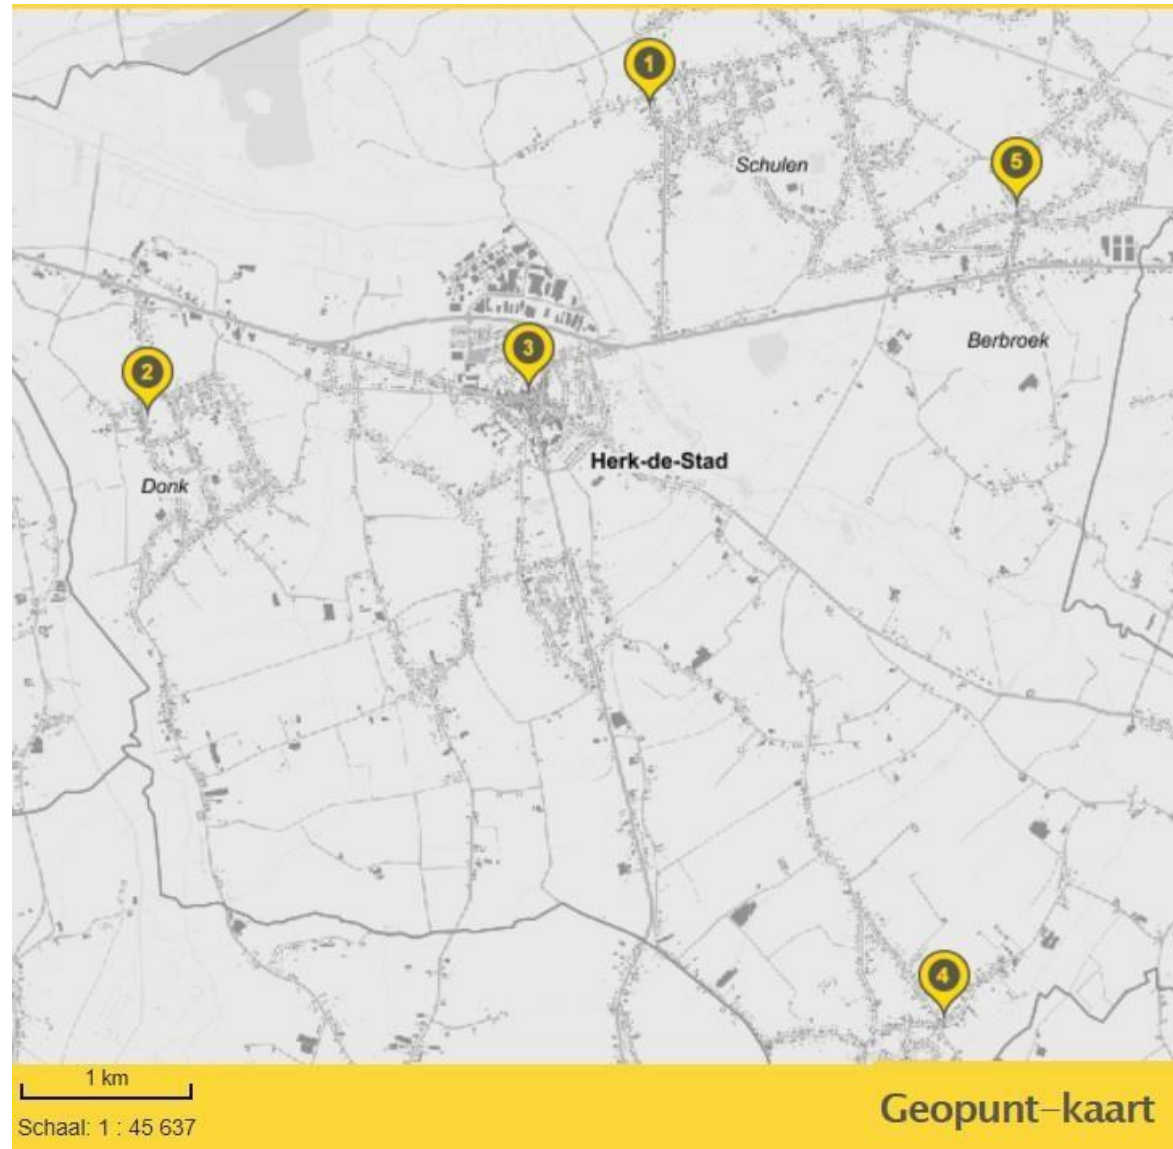 1
Schulen
5
Berbroek
3
2
Herk-de-Stad
Donk
4
1 km
Schaal: 1 : 45 637
Geopunt-kaart